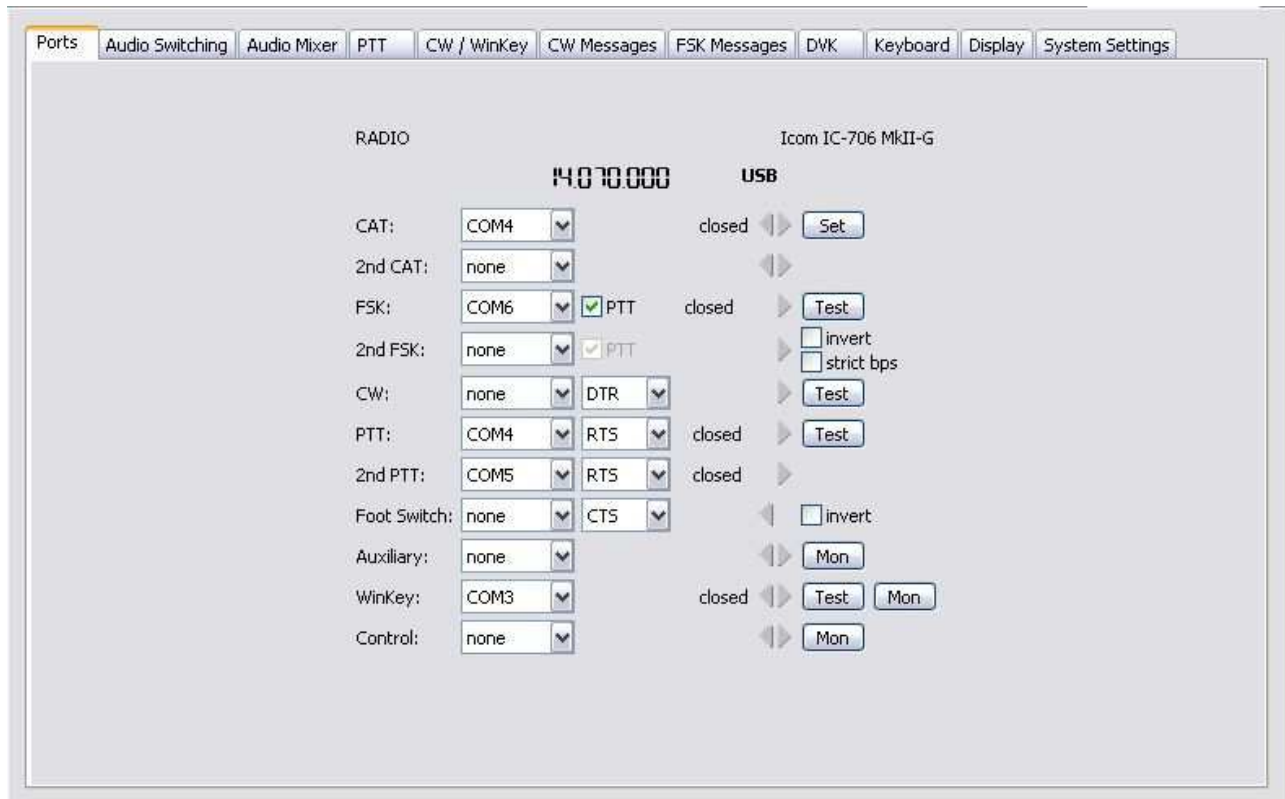 Ports Audio Switching Audio Mixer PTT CW / WinKey CW Messages FSK Messages DVK Keyboard Display System Settings
RADIO Icom IC-706 MkII-G
14.070.000 USB
CAT: COM4 closed Set
2nd CAT: none
FSK: COM6 PTT closed Test
2nd FSK: none PTT invert
strict bps
CW: none DTR Test
PTT: COM4 RTS closed Test
2nd PTT: COM5 RTS closed
Foot Switch: none CTS invert
Auxiliary: none Mon
WinKey: COM3 closed Test Mon
Control: none Mon